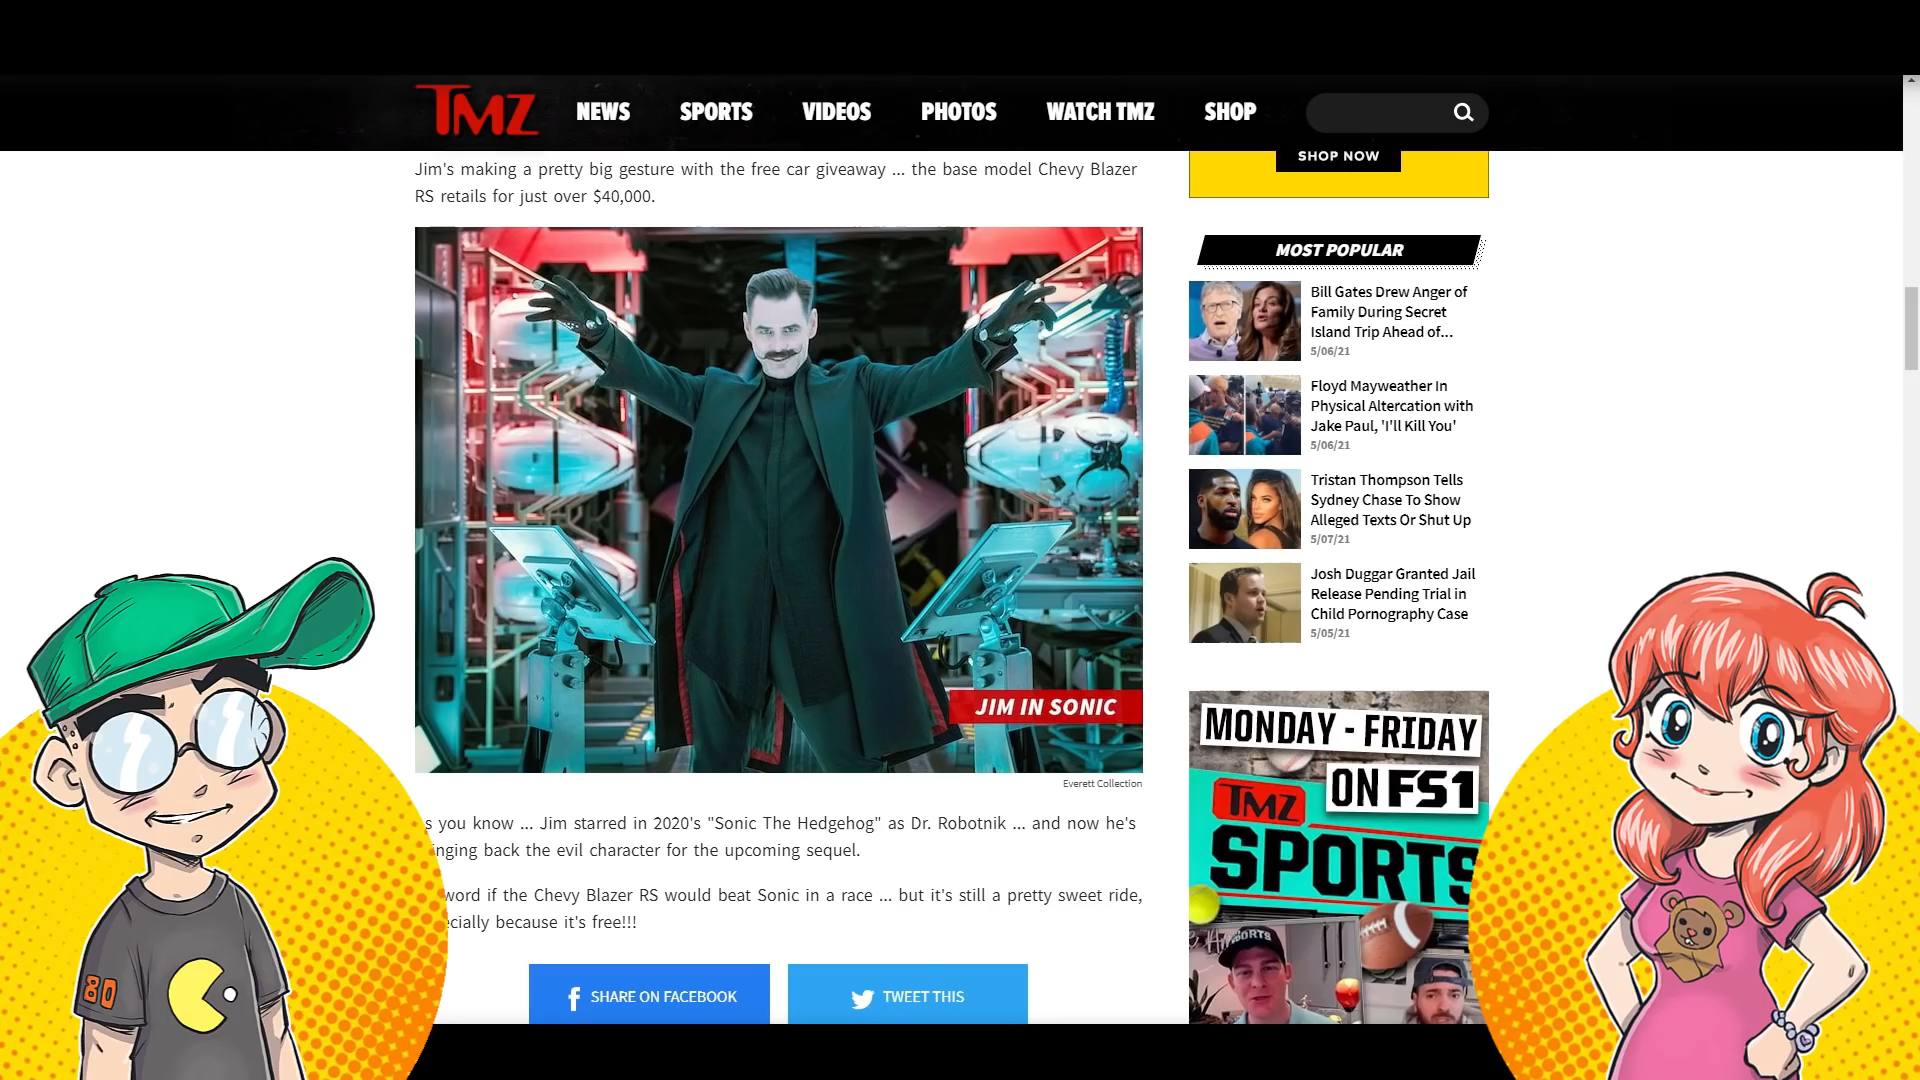 TMZ
NEWS
SPORTS
VIDEOS
PHOTOS
WATCH TMZ
SHOP
Jim's making a pretty big gesture with the free car giveaway ... the base model Chevy Blazer
RS retails for just over $40,000.
JIM IN SONIC
Everett Collection
s you know ... Jim starred in 2020's "Sonic The Hedgehog" as Dr. Robotnik ... and now he's
inging back the evil character for the upcoming sequel.
word if the Chevy Blazer RS would beat Sonic in a race ... but it's still a pretty sweet ride,
ecially because it's free!!!
SHARE ON FACEBOOK
TWEET THIS
SHOP NOW
MOST POPULAR
Bill Gates Drew Anger of
Family During Secret
Island Trip Ahead of...
5/06/21
Floyd Mayweather In
Physical Altercation with
Jake Paul, 'I'll Kill You'
5/06/21
Tristan Thompson Tells
Sydney Chase To Show
Alleged Texts Or Shut Up
5/07/21
Josh Duggar Granted Jail
Release Pending Trial in
Child Pornography Case
5/05/21
MONDAY - FRIDAY
ON FS1
TMZ
SPORTS
80